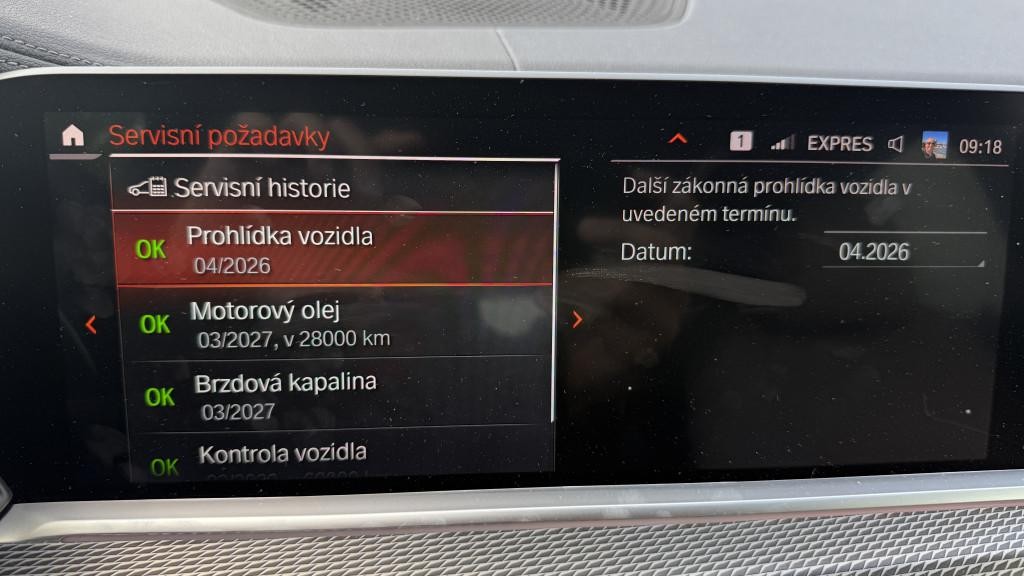 Servisní požadavky
1
EXPRES
09:18
Servisní historie
OK
Prohlídka vozidla
04/2026
OK
Motorový olej
03/2027, v 28000 km
OK
Brzdová kapalina
03/2027
OK
Kontrola vozidla
Další zákonná prohlídka vozidla v
uvedeném termínu.
Datum:
04.2026